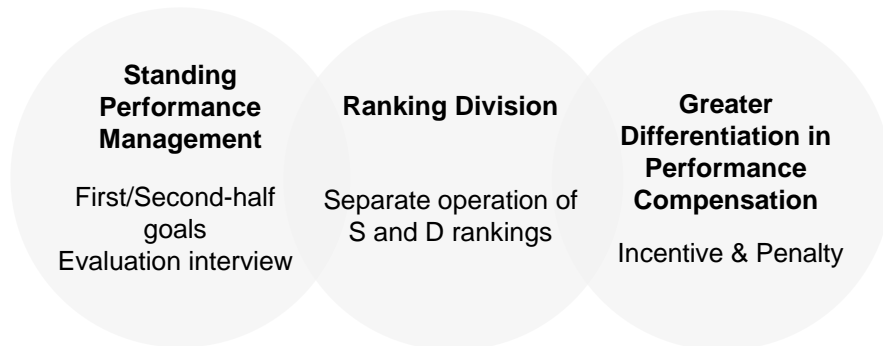 Standing
Performance
Management
First/Second-half
goals
Evaluation interview
Ranking Division
Separate operation of
S and D rankings
Greater
Differentiation in
Performance
Compensation
Incentive & Penalty